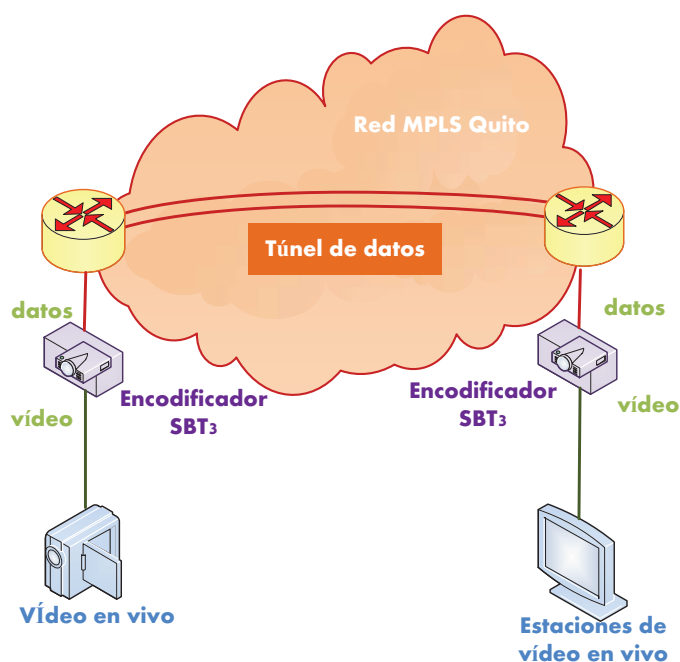 Red MPLS Quito
Túnel de datos
datos
datos
Encodificador
SBT3
Encodificador
SBT3
vídeo
vídeo
VÍdeo en vivo
Estaciones de
vídeo en vivo